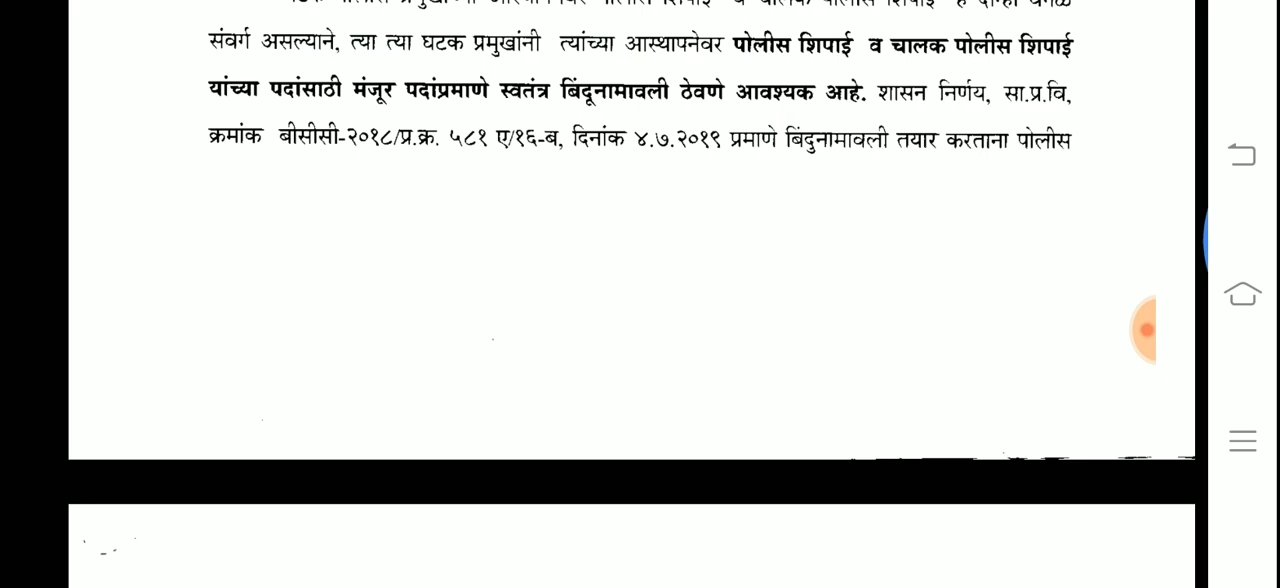 संवर्ग असल्याने, त्या त्या घटक प्रमुखांनी त्यांच्या आस्थापनेवर पोलीस शिपाई व चालक पोलीस शिपाई
यांच्या पदांसाठी मंजूर पदांप्रमाणे स्वतंत्र बिंदूनामावली ठेवणे आवश्यक आहे. शासन निर्णय, सा.प्र.वि,
क्रमांक बीसीसी-२०१८/प्र.क्र. ५८१ ए/१६-ब, दिनांक ४.७.२०१९ प्रमाणे बिंदुनामावली तयार करताना पोलीस